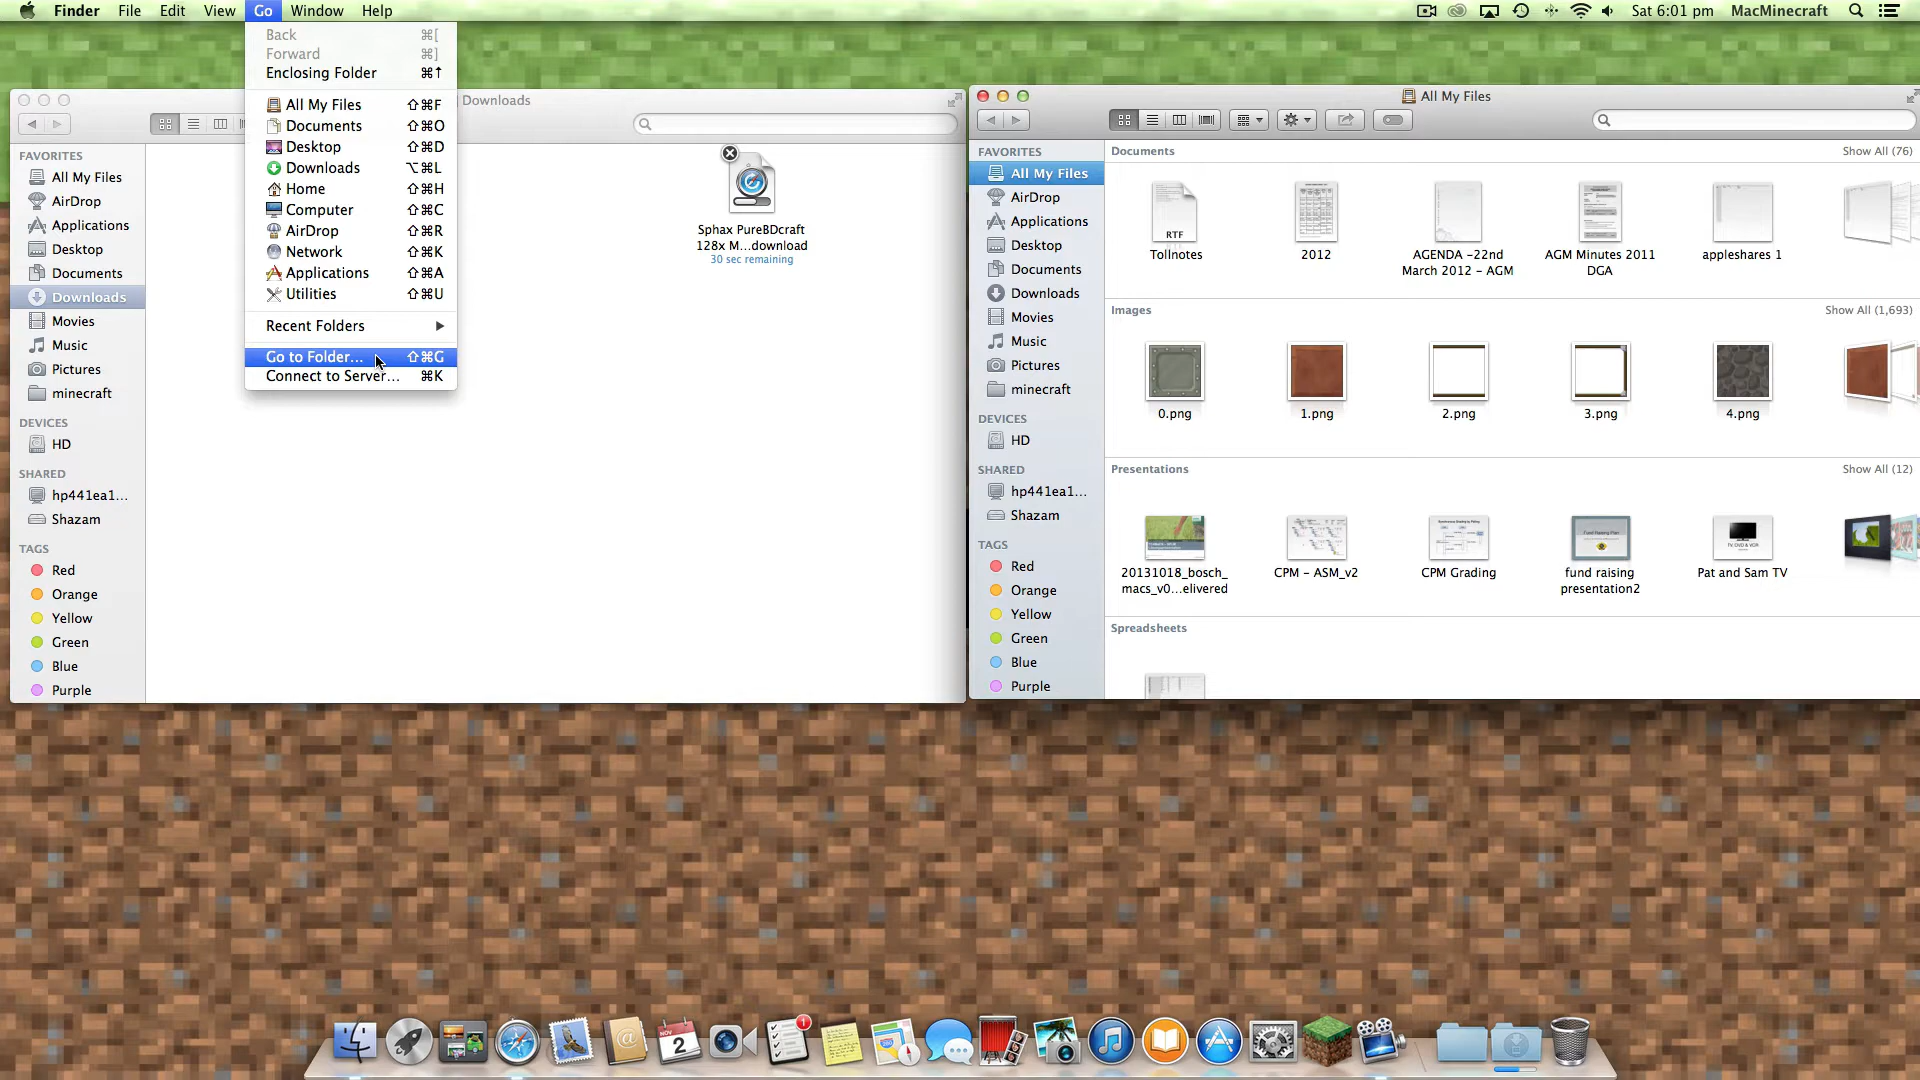 Finder File Edit View Go Window Help
Sat 6:01 pm MacMinecraft
Back ⌘[
Forward ⌘]
Enclosing Folder ⌘↑
All My Files ⇧⌘F
Documents ⇧⌘O
Desktop ⇧⌘D
Downloads ⌥⌘L
Home ⇧⌘H
Computer ⇧⌘C
AirDrop ⇧⌘R
Network ⇧⌘K
Applications ⇧⌘A
Utilities ⇧⌘U
Recent Folders
Go to Folder... ⇧⌘G
Connect to Server... ⌘K
Downloads
FAVORITES
All My Files
AirDrop
Applications
Desktop
Documents
Downloads
Movies
Music
Pictures
minecraft
DEVICES
HD
SHARED
hp441ea1...
Shazam
TAGS
Red
Orange
Yellow
Green
Blue
Purple
Sphax PureBDcraft
128x M...download
30 sec remaining
All My Files
FAVORITES
All My Files
AirDrop
Applications
Desktop
Documents
Downloads
Movies
Music
Pictures
minecraft
DEVICES
HD
SHARED
hp441ea1...
Shazam
TAGS
Red
Orange
Yellow
Green
Blue
Purple
Documents Show All (76)
RTF
Tollnotes
2012
AGENDA -22nd
March 2012 - AGM
AGM Minutes 2011
DGA
appleshares 1
Images Show All (1,693)
0.png
1.png
2.png
3.png
4.png
Presentations Show All (12)
20131018_bosch_
macs_v0...elivered
CPM - ASM_v2
CPM Grading
fund raising
presentation2
Pat and Sam TV
Spreadsheets
NOV
2
1